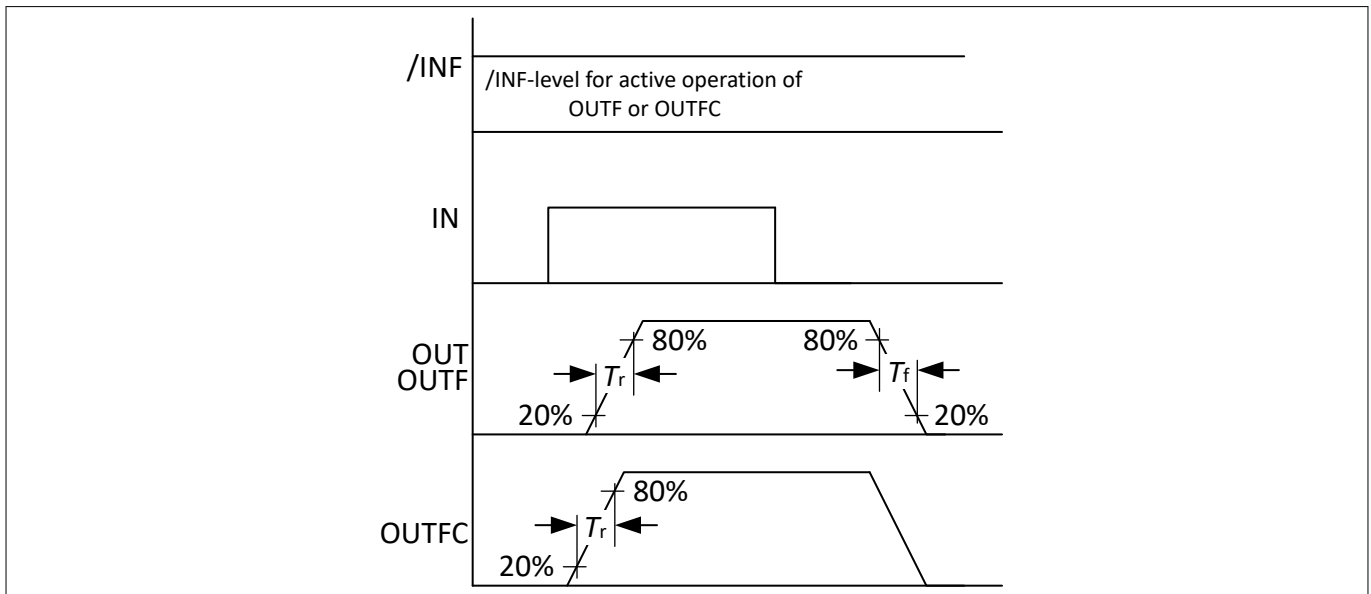 /INF
/INF-level for active operation of
OUTF or OUTFC
IN
OUT
OUTF
80%
80%
Tr
Tf
20%
20%
OUTFC
80%
Tr
20%